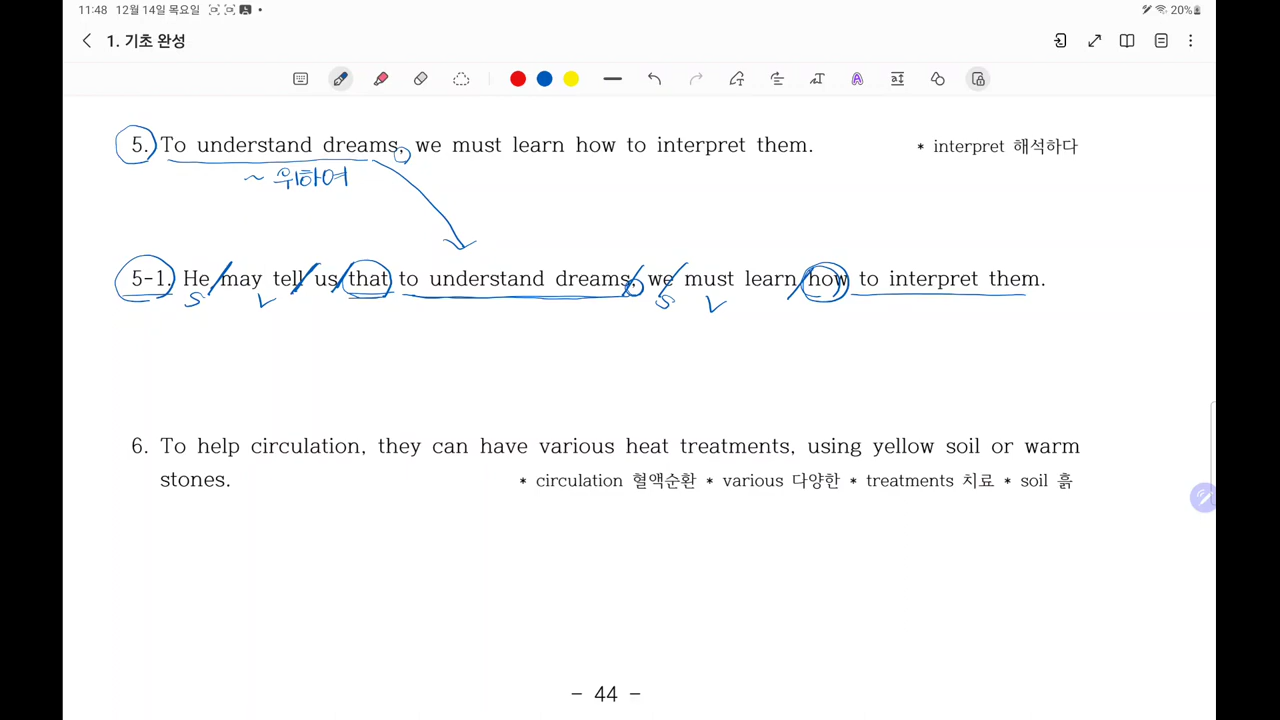 11:48 12월 14일 목요일 20%
1. 기초 완성
5. To understand dreams, we must learn how to interpret them. * interpret 해석하다
~ 위하여
5-1. He may tell us that to understand dreams, we must learn how to interpret them.
S V S V
6. To help circulation, they can have various heat treatments, using yellow soil or warm
stones. * circulation 혈액순환 * various 다양한 * treatments 치료 * soil 흙
- 44 -